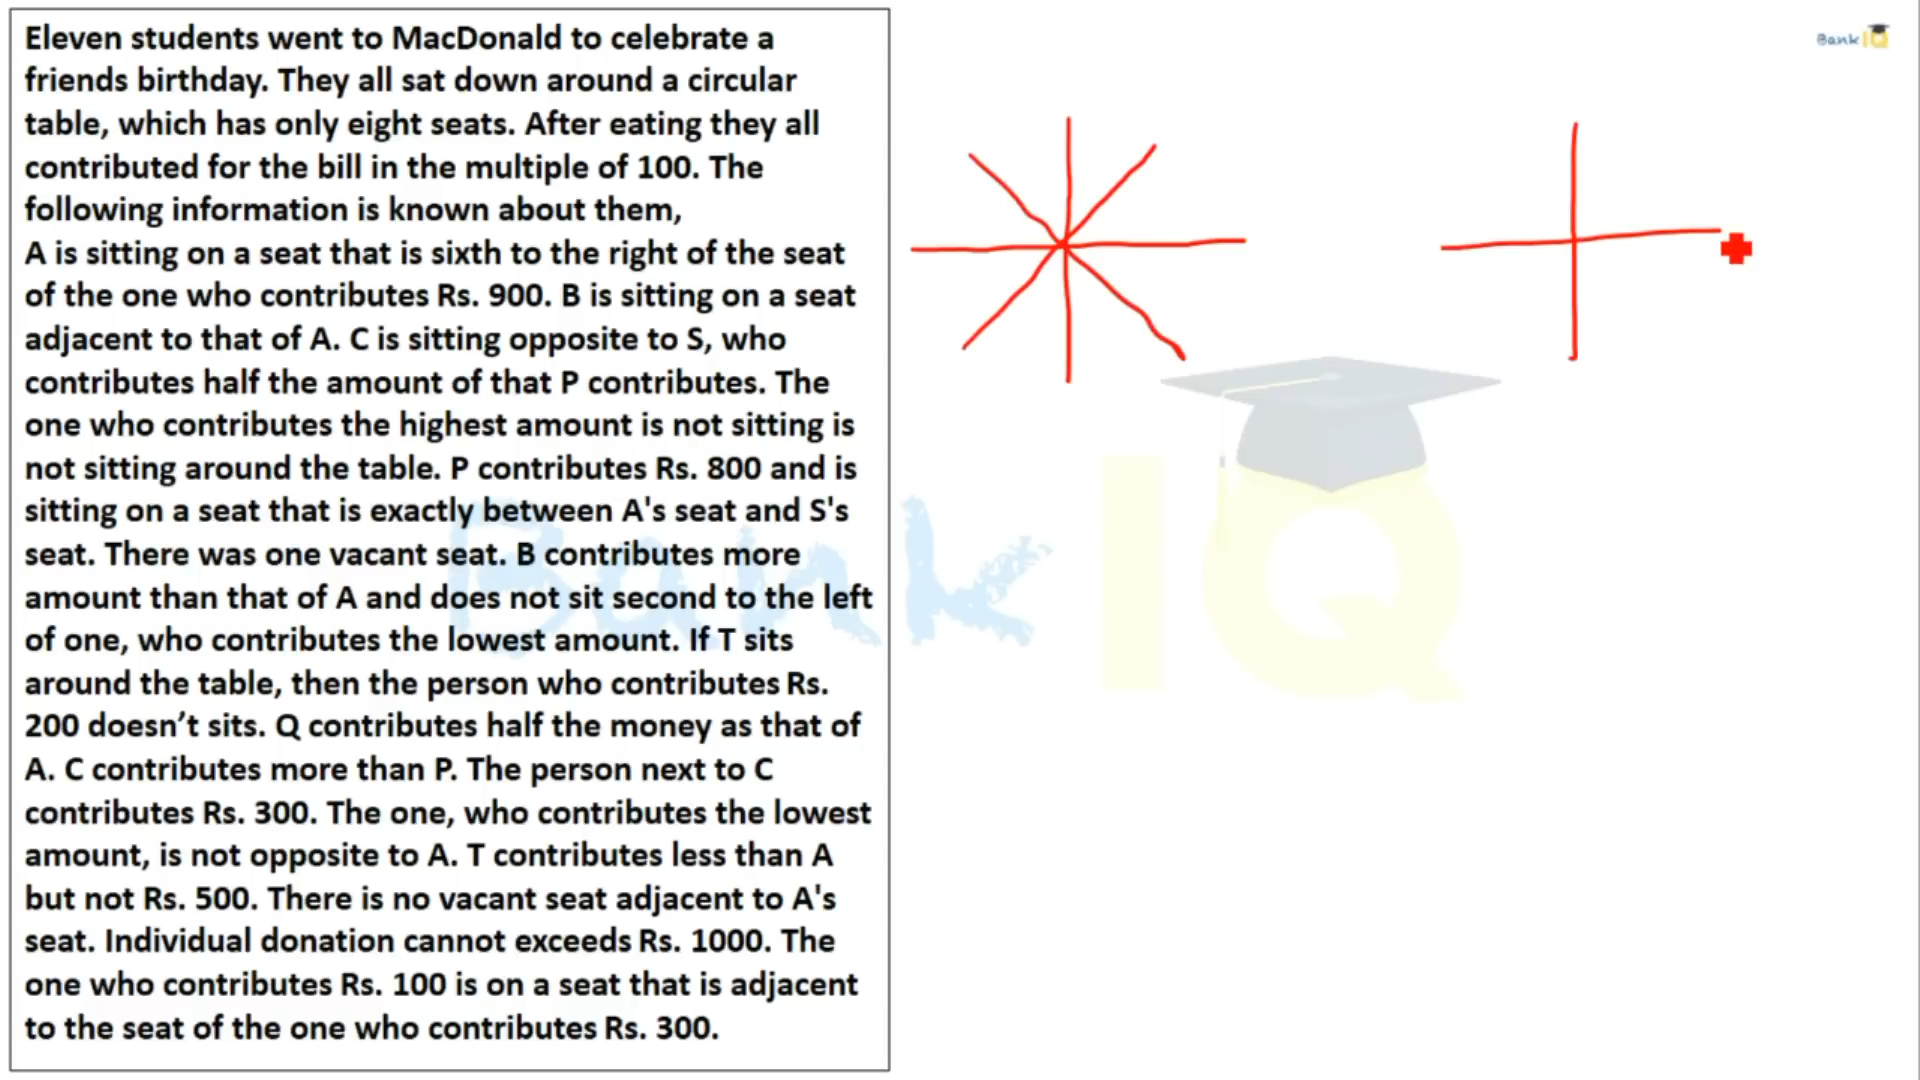 Eleven students went to MacDonald to celebrate a
friends birthday. They all sat down around a circular
table, which has only eight seats. After eating they all
contributed for the bill in the multiple of 100. The
following information is known about them,
A is sitting on a seat that is sixth to the right of the seat
of the one who contributes Rs. 900. B is sitting on a seat
adjacent to that of A. C is sitting opposite to S, who
contributes half the amount of that P contributes. The
one who contributes the highest amount is not sitting is
not sitting around the table. P contributes Rs. 800 and is
sitting on a seat that is exactly between A's seat and S's
seat. There was one vacant seat. B contributes more
amount than that of A and does not sit second to the left
of one, who contributes the lowest amount. If T sits
around the table, then the person who contributes Rs.
200 doesn’t sits. Q contributes half the money as that of
A. C contributes more than P. The person next to C
contributes Rs. 300. The one, who contributes the lowest
amount, is not opposite to A. T contributes less than A
but not Rs. 500. There is no vacant seat adjacent to A's
seat. Individual donation cannot exceeds Rs. 1000. The
one who contributes Rs. 100 is on a seat that is adjacent
to the seat of the one who contributes Rs. 300.
Bank IQ
Bank IQ